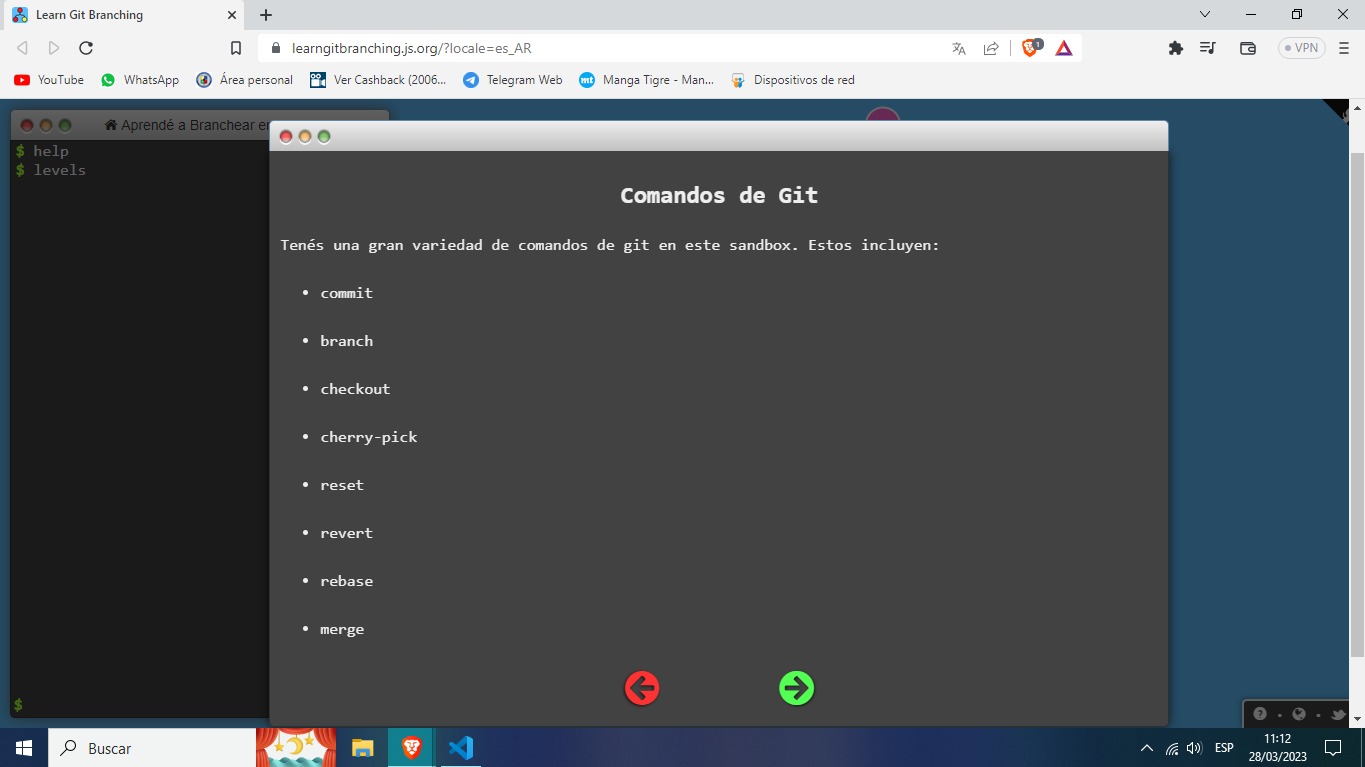 Learn Git Branching
learngitbranching.js.org/?locale=es_AR
1
VPN
YouTube
WhatsApp
Área personal
Ver Cashback (2006...
Telegram Web
Manga Tigre - Man...
Dispositivos de red
Aprendé a Branchear
$ help
$ levels
$
Comandos de Git
Tenés una gran variedad de comandos de git en este sandbox. Estos incluyen:
• commit
• branch
• checkout
• cherry-pick
• reset
• revert
• rebase
• merge
Buscar
ESP
11:12
28/03/2023